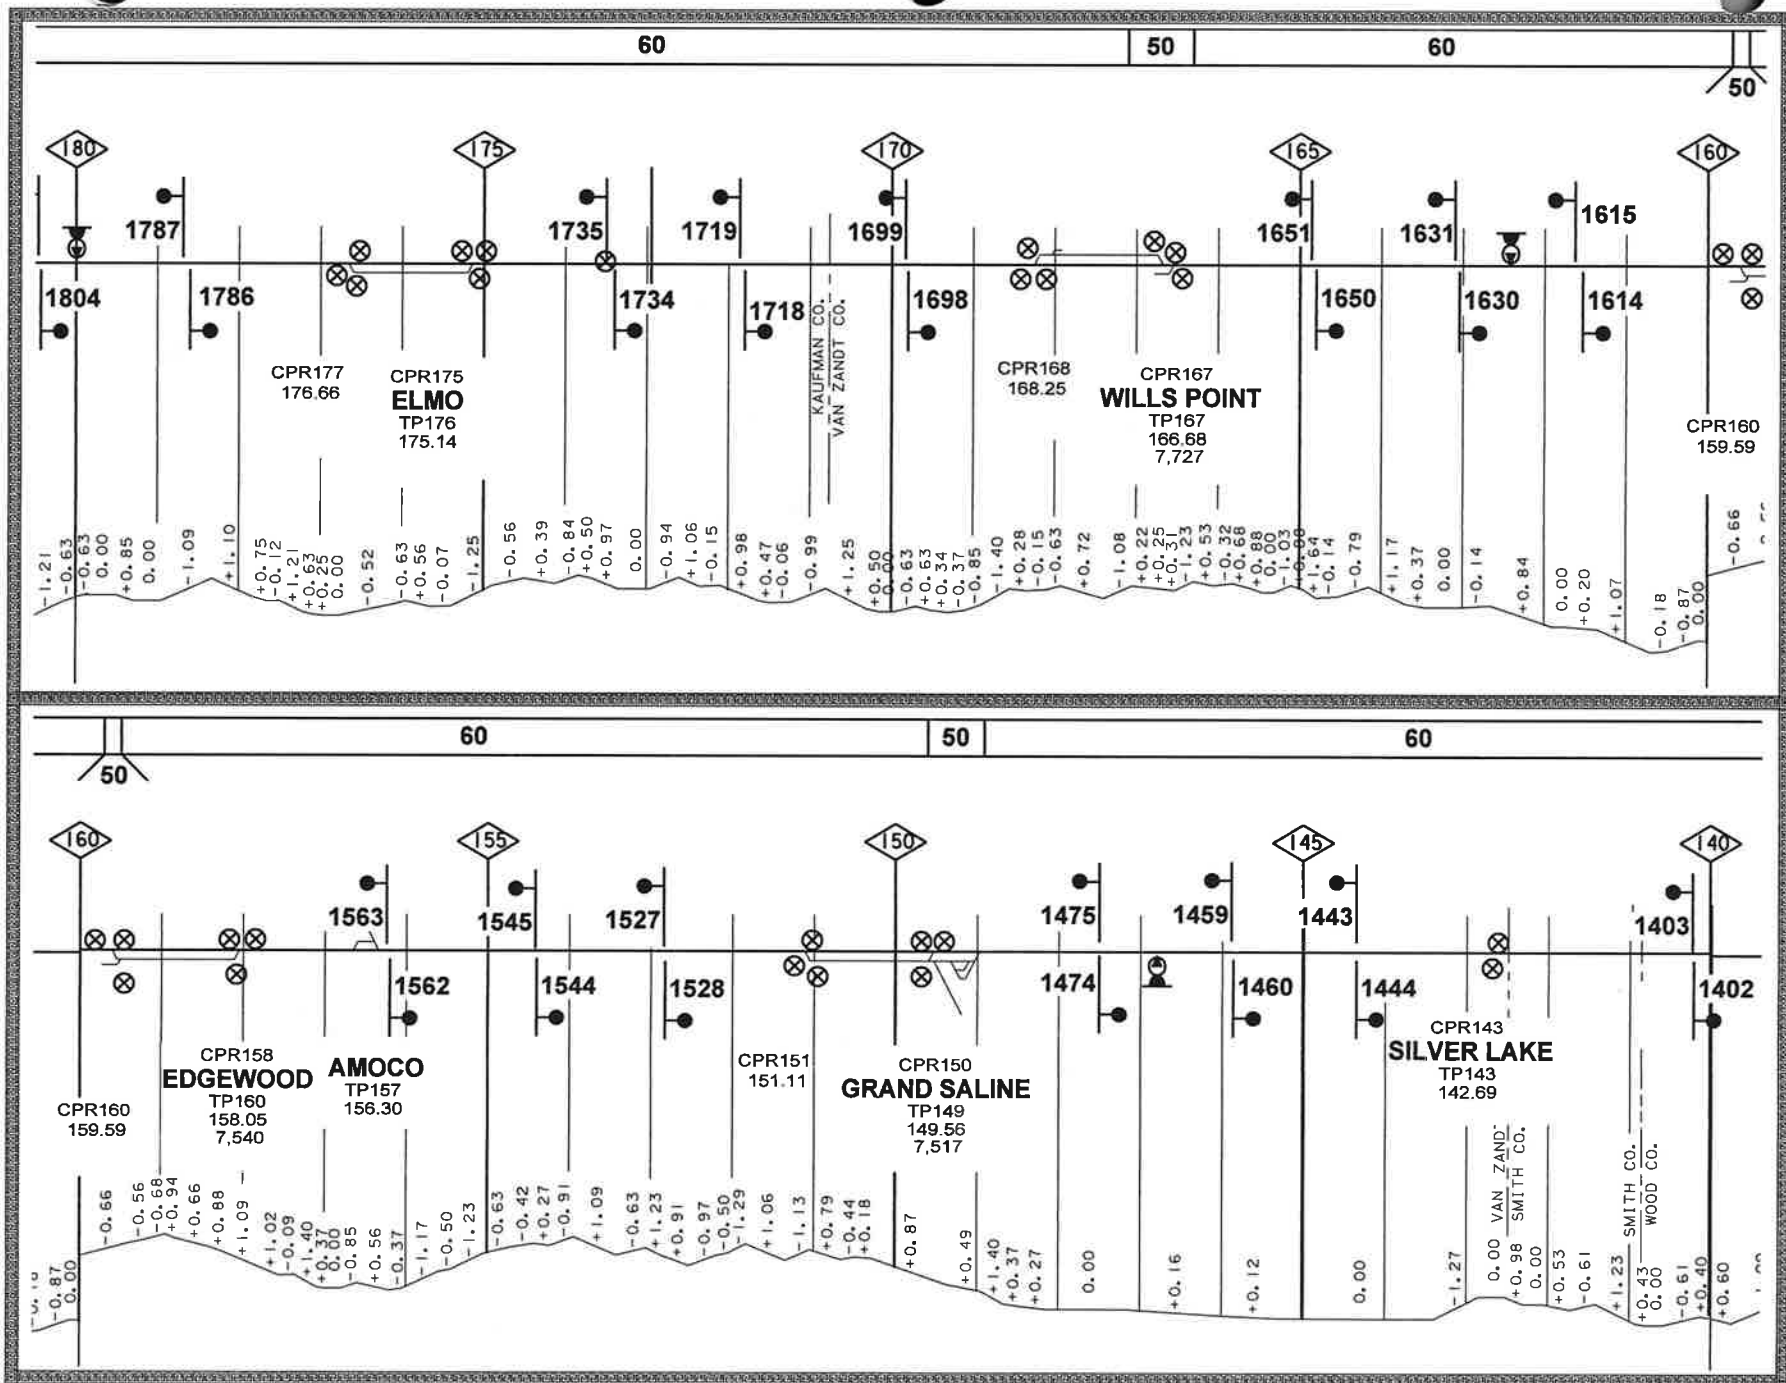 60 50 60
50
180 175 170 165 160
1787 1735 1719 1699 1651 1631 1615
1804 1786 1734 1718 1698 1650 1630 1614
KAUFMAN CO.
VAN ZANDT CO.
CPR177
176.66
CPR175
ELMO
TP176
175.14
CPR168
168.25
CPR167
WILLS POINT
TP167
166.68
7,727
CPR160
159.59
-1.21 -0.63 -0.63 0.00 +0.85 0.00 -1.09 +1.10 +0.75 -0.12 +1.21 +0.63 +0.25 0.00 -0.52 -0.63 +0.56 -0.07 -1.25 -0.56 +0.39 -0.84 +0.50 +0.97 0.00 -0.94 +1.06 -0.15 +0.98 +0.47 -0.06 -0.99 +1.25 +0.50 0.00 -0.63 +0.63 +0.34 -0.37 -0.85 -1.40 +0.28 -0.15 -0.63 +0.72 -1.08 +0.22 +0.25 +0.31 -1.23 +0.53 -0.32 +0.68 +0.88 0.00 -1.03 +1.64 -0.14 -0.79 +1.17 +0.37 0.00 -0.14 +0.84 0.00 +0.20 +1.07 -0.18 -0.87 0.00 -0.66
60 50 60
50
160 155 150 145 140
1563 1545 1527 1475 1459 1443 1403
1562 1544 1528 1474 1460 1444 1402
CPR160
159.59
CPR158
EDGEWOOD
TP160
158.05
7,540
AMOCO
TP157
156.30
CPR151
151.11
CPR150
GRAND SALINE
TP149
149.56
7,517
CPR143
SILVER LAKE
TP143
142.69
VAN ZAND
SMITH CO.
SMITH CO.
WOOD CO.
-0.87 0.00 -0.66 -0.56 -0.68 +0.94 +0.66 +0.88 +1.09 +1.02 -0.09 +1.40 +0.37 0.00 -0.85 +0.56 -0.37 -1.17 -0.50 -1.23 -0.63 -0.42 +0.27 -0.91 +1.09 -0.63 +1.23 +0.91 -0.97 -0.50 -1.29 +1.06 -1.13 +0.79 -0.44 +0.18 +0.87 +0.49 +1.40 +0.37 +0.27 0.00 +0.16 +0.12 0.00 -1.27 0.00 +0.98 0.00 +0.53 -0.61 +1.23 +0.43 0.00 -0.61 +0.40 +0.60